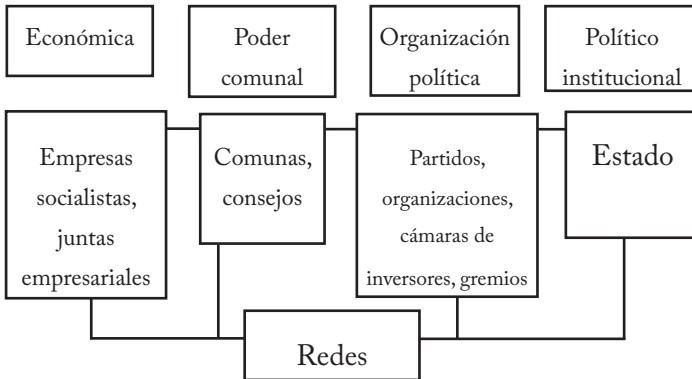 Económica
Poder
comunal
Organización
política
Político
institucional
Empresas
socialistas,
juntas
empresariales
Comunas,
consejos
Partidos,
organizaciones,
cámaras de
inversores, gremios
Estado
Redes